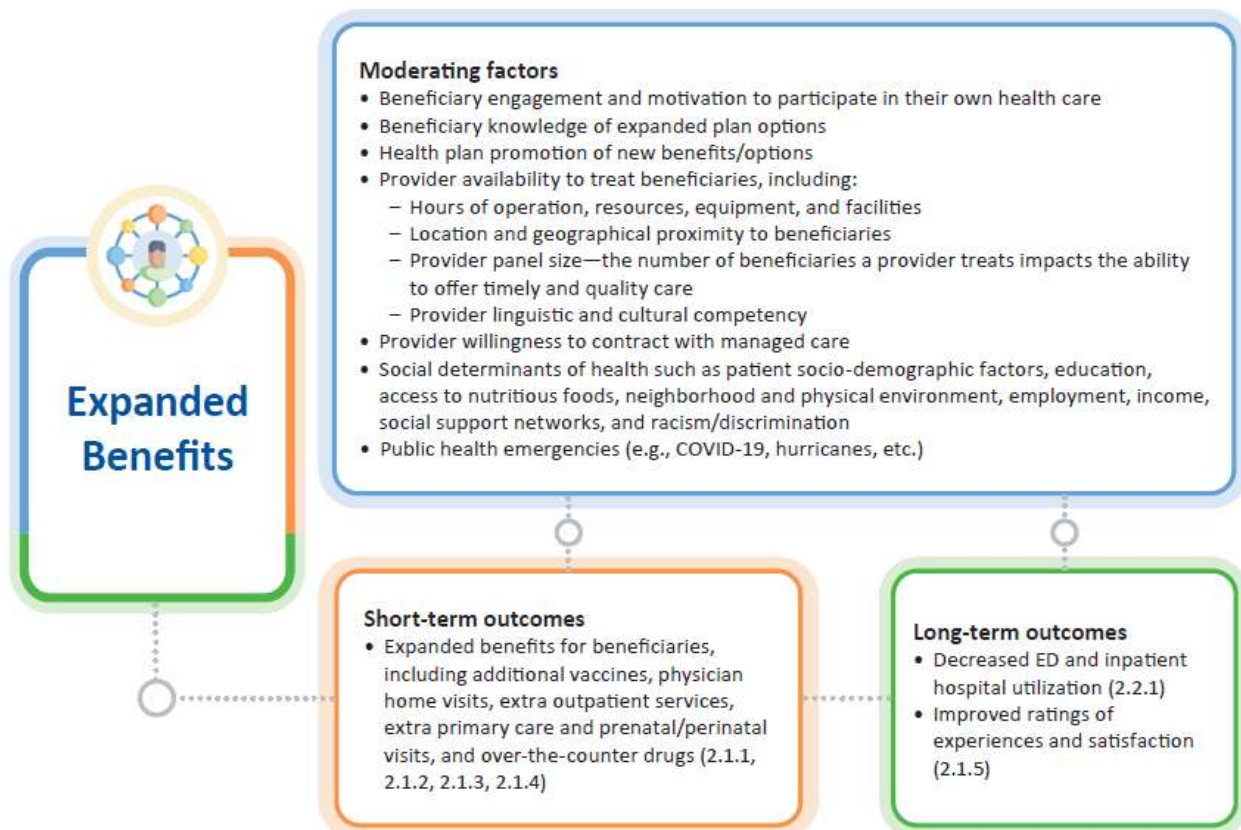 Expanded
Benefits
Moderating factors
• Beneficiary engagement and motivation to participate in their own health care
• Beneficiary knowledge of expanded plan options
• Health plan promotion of new benefits/options
• Provider availability to treat beneficiaries, including:
– Hours of operation, resources, equipment, and facilities
– Location and geographical proximity to beneficiaries
– Provider panel size—the number of beneficiaries a provider treats impacts the ability
to offer timely and quality care
– Provider linguistic and cultural competency
• Provider willingness to contract with managed care
• Social determinants of health such as patient socio-demographic factors, education,
access to nutritious foods, neighborhood and physical environment, employment, income,
social support networks, and racism/discrimination
• Public health emergencies (e.g., COVID-19, hurricanes, etc.)
Short-term outcomes
• Expanded benefits for beneficiaries,
including additional vaccines, physician
home visits, extra outpatient services,
extra primary care and prenatal/perinatal
visits, and over-the-counter drugs (2.1.1,
2.1.2, 2.1.3, 2.1.4)
Long-term outcomes
• Decreased ED and inpatient
hospital utilization (2.2.1)
• Improved ratings of
experiences and satisfaction
(2.1.5)